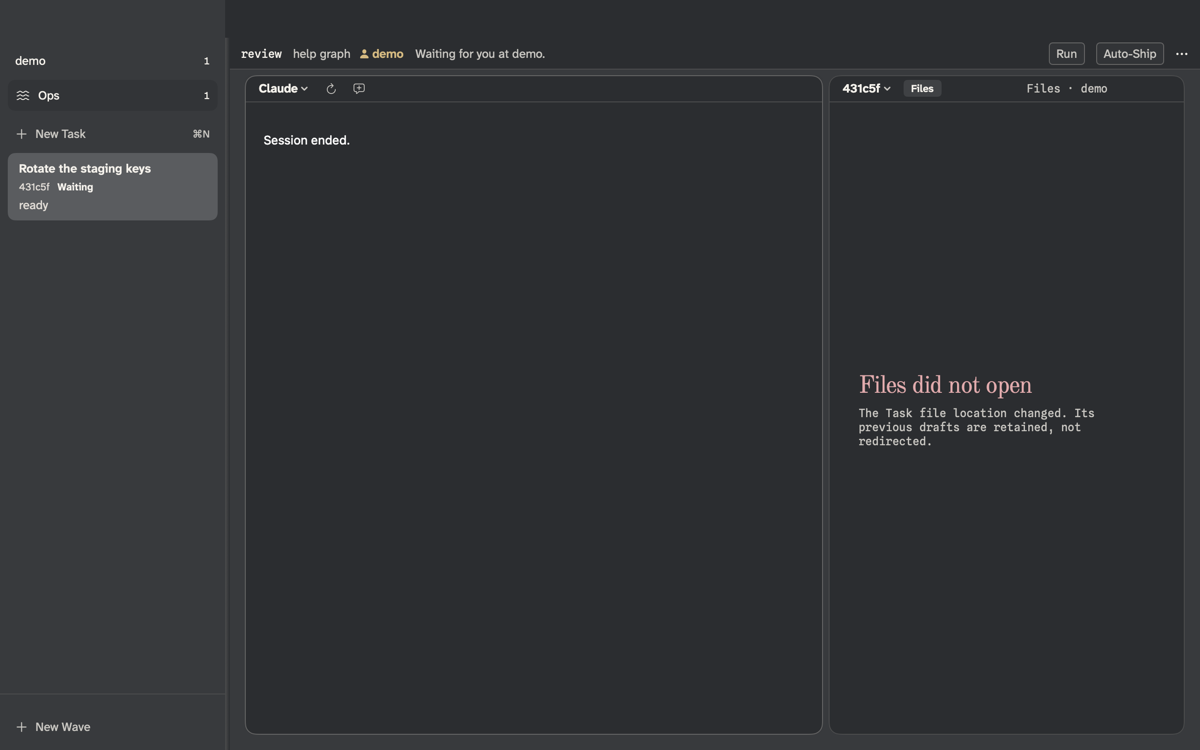 demo 1
Ops 1
New Task ⌘N
Rotate the staging keys
431c5f Waiting
ready
New Wave
review help graph demo Waiting for you at demo.
Run Auto-Ship ···
Claude
Session ended.
431c5f Files Files · demo
Files did not open
The Task file location changed. Its
previous drafts are retained, not
redirected.